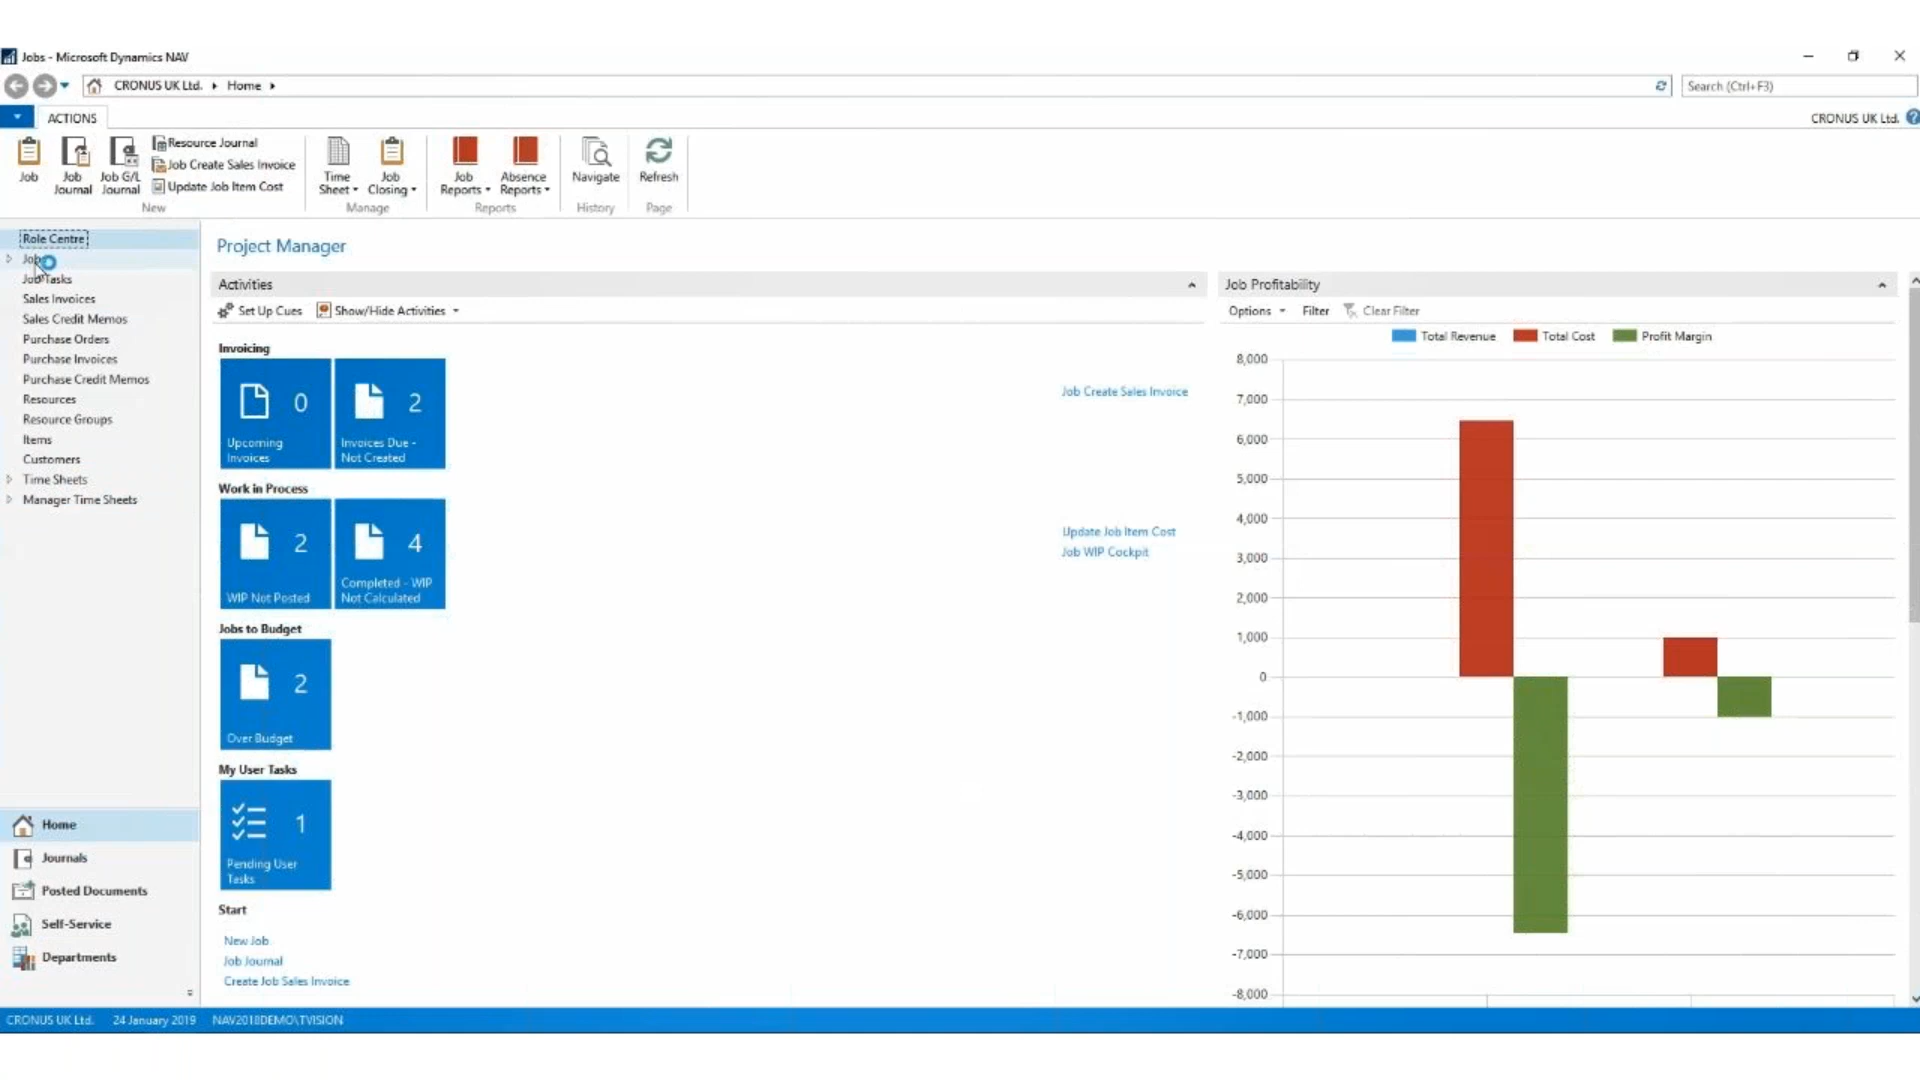 Jobs - Microsoft Dynamics NAV
CRONUS UK Ltd. Home
Search (Ctrl+F3)
ACTIONS
CRONUS UK Ltd.
Job
Job Journal
Job G/L Journal
Resource Journal
Job Create Sales Invoice
Update Job Item Cost
New
Time Sheet
Job Closing
Manage
Job Reports
Absence Reports
Reports
Navigate
History
Refresh
Page
Role Centre
Job Tasks
Sales Invoices
Sales Credit Memos
Purchase Orders
Purchase Invoices
Purchase Credit Memos
Resources
Resource Groups
Items
Customers
Time Sheets
Manager Time Sheets
Home
Journals
Posted Documents
Self-Service
Departments
Project Manager
Activities
Set Up Cues Show/Hide Activities
Invoicing
0
Upcoming
Invoices
2
Invoices Due -
Not Created
Job Create Sales Invoice
Work in Process
2
WIP Not Posted
4
Completed - WIP
Not Calculated
Update Job Item Cost
Job WIP Cockpit
Jobs to Budget
2
Over Budget
My User Tasks
1
Pending User
Tasks
Start
New Job
Job Journal
Create Job Sales Invoice
Job Profitability
Options Filter Clear Filter
Total Revenue Total Cost Profit Margin
8,000
7,000
6,000
5,000
4,000
3,000
2,000
1,000
0
-1,000
-2,000
-3,000
-4,000
-5,000
-6,000
-7,000
-8,000
CRONUS UK Ltd. 24 January 2019 NAV2018DEMO\TVISION